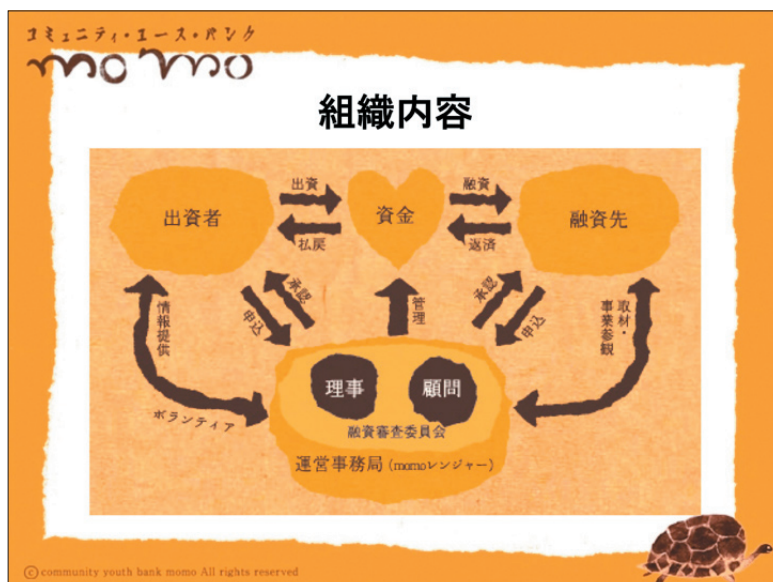 コミュニティ・ユース・バンク
momo
組織内容
出資者
出資
払戻
資金
融資
返済
融資先
情報提供
ボランティア
申込
承認
管理
承認
申込
取材・
事業参観
理事
顧問
融資審査委員会
運営事務局(momoレンジャー)
©community youth bank momo All rights reserved